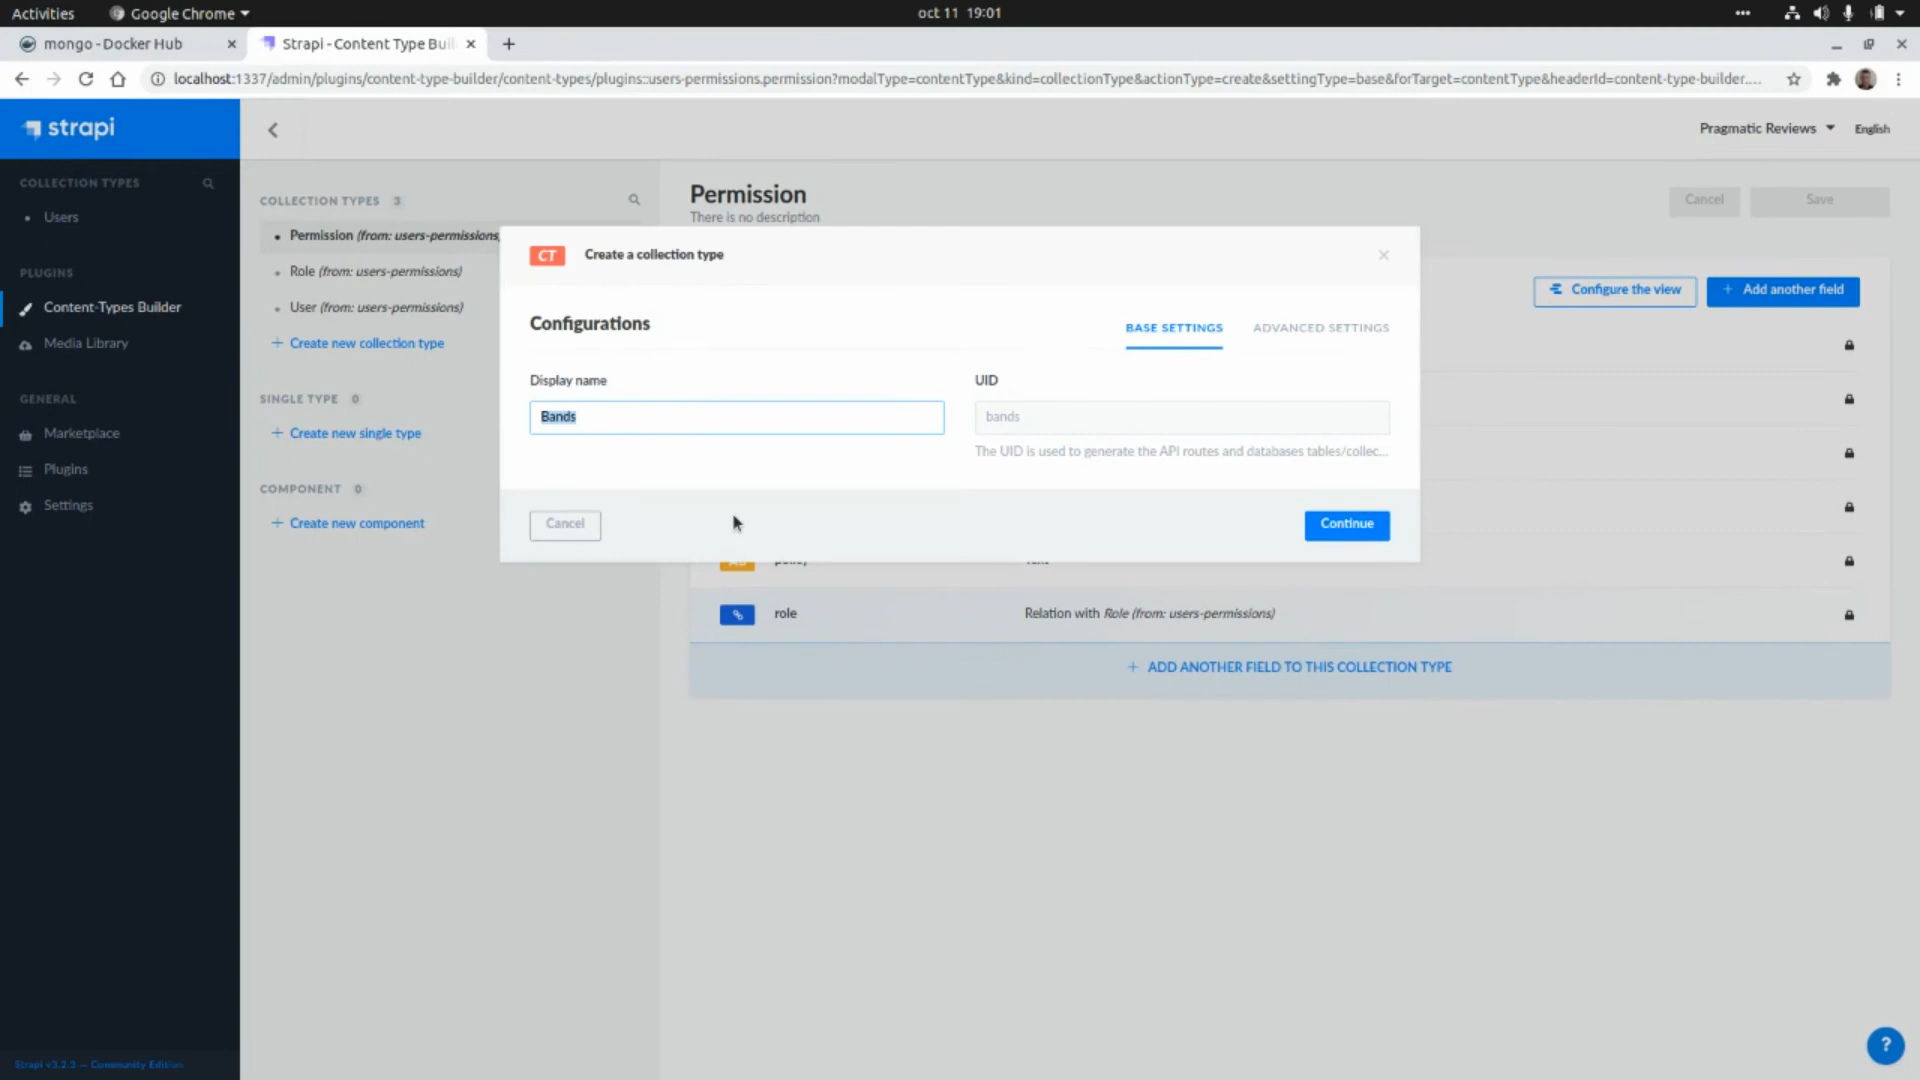 Activities Google Chrome oct 11 19:01
mongo - Docker Hub Strapi - Content Type Buil
localhost:1337/admin/plugins/content-type-builder/content-types/plugins::users-permissions.permission?modalType=contentType&kind=collectionType&actionType=create&settingType=base&forTarget=contentType&headerId=content-type-builder....
strapi
Pragmatic Reviews English
COLLECTION TYPES
Users
PLUGINS
Content-Types Builder
Media Library
GENERAL
Marketplace
Plugins
Settings
Strapi v3.2.3 — Community Edition
COLLECTION TYPES 3
Permission (from: users-permissions)
Role (from: users-permissions)
User (from: users-permissions)
+ Create new collection type
SINGLE TYPE 0
+ Create new single type
COMPONENT 0
+ Create new component
Permission
There is no description
Cancel Save
Configure the view + Add another field
CT Create a collection type
Configurations
BASE SETTINGS ADVANCED SETTINGS
Display name UID
Bands bands
The UID is used to generate the API routes and databases tables/collec...
Cancel Continue
role Relation with Role (from: users-permissions)
+ ADD ANOTHER FIELD TO THIS COLLECTION TYPE
?